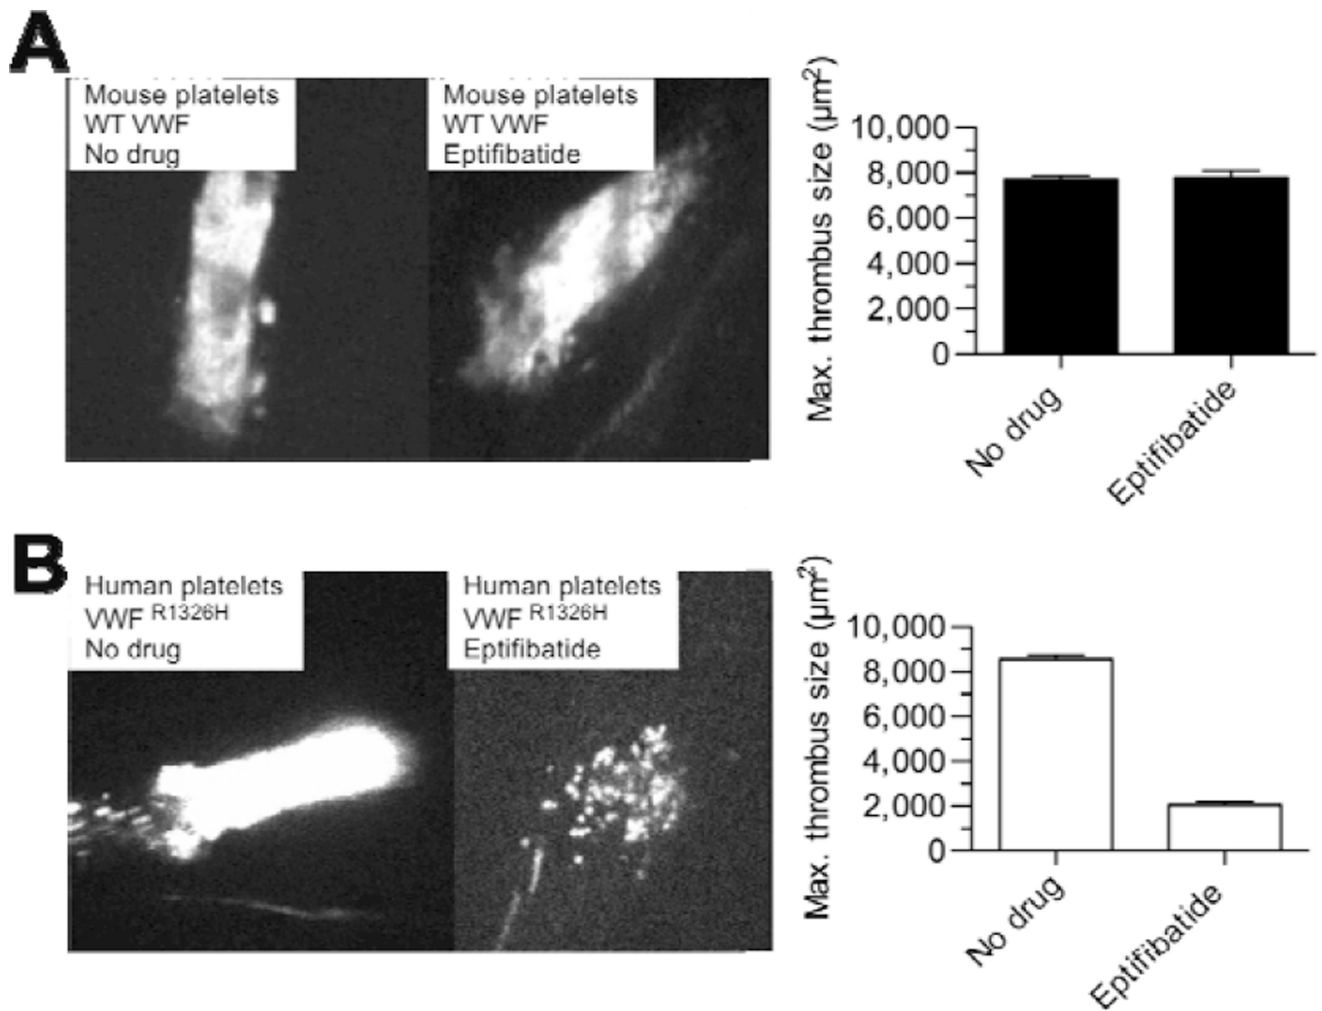 A
Mouse platelets
WT VWF
No drug
Mouse platelets
WT VWF
Eptifibatide
Max. thrombus size (µm²)
10,000
8,000
6,000
4,000
2,000
0
No drug
Eptifibatide
B
Human platelets
VWF R1326H
No drug
Human platelets
VWF R1326H
Eptifibatide
Max. thrombus size (µm²)
10,000
8,000
6,000
4,000
2,000
0
No drug
Eptifibatide